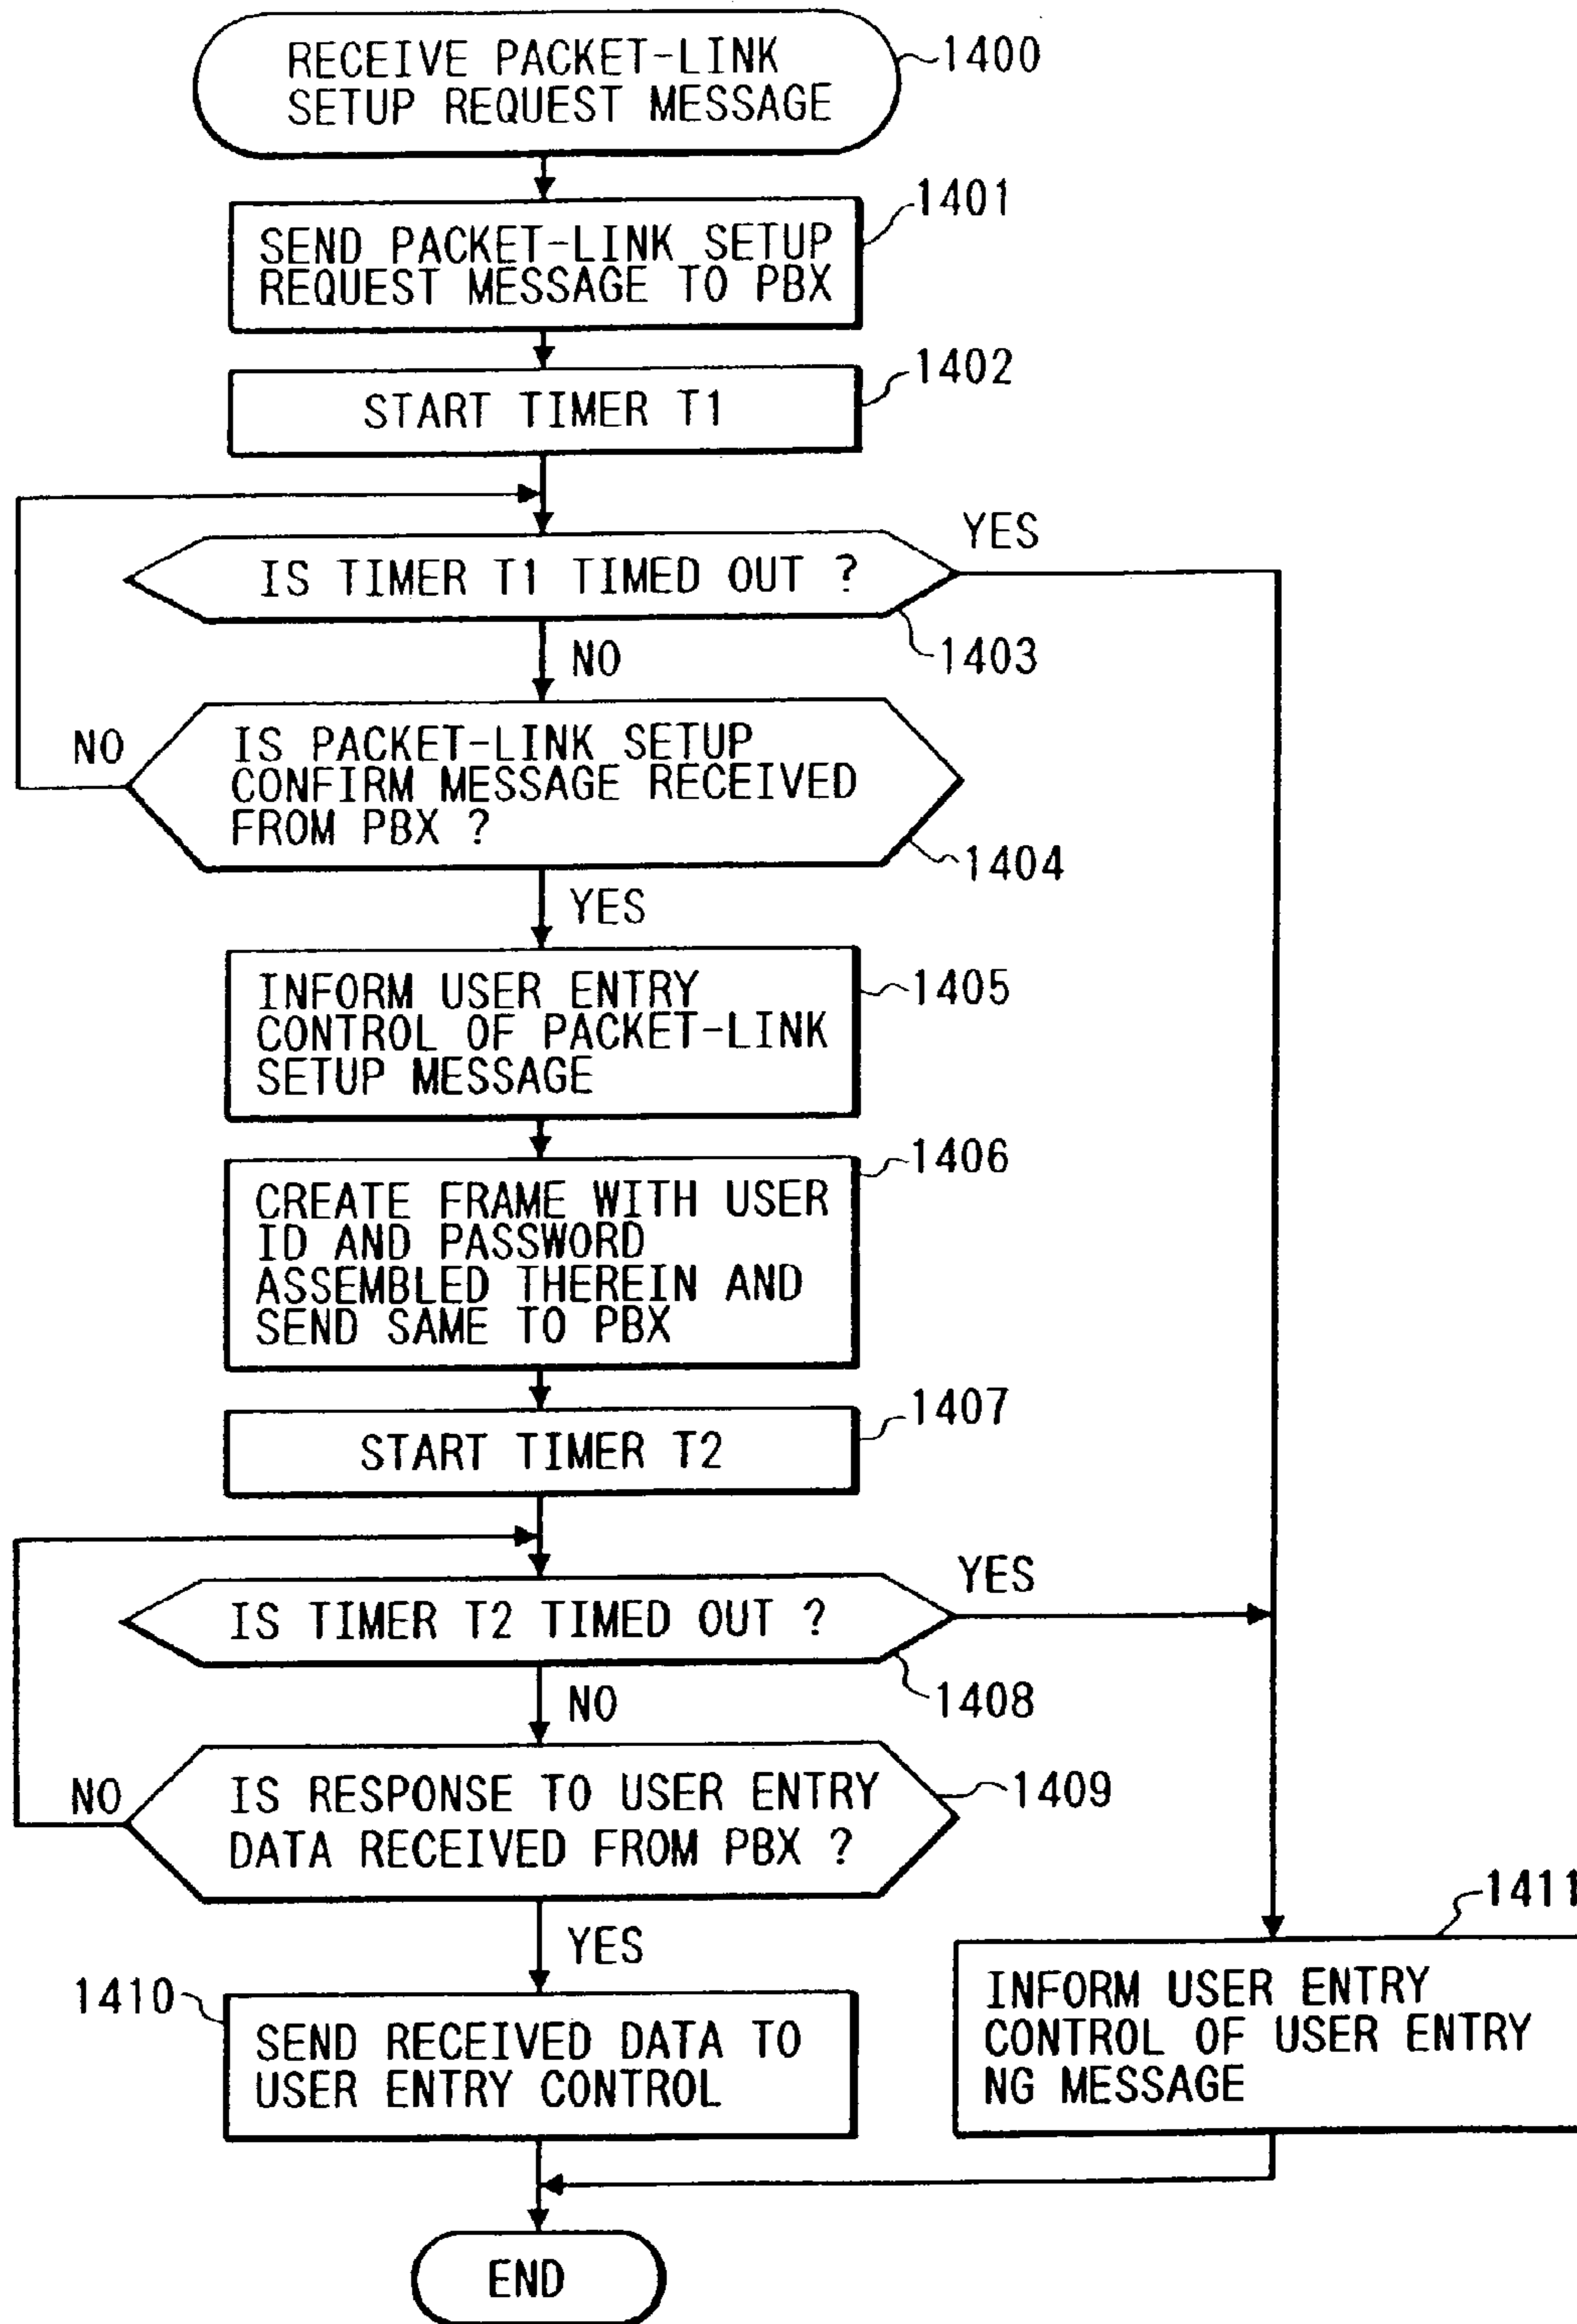 RECEIVE PACKET-LINK
SETUP REQUEST MESSAGE
1400
1401
SEND PACKET-LINK SETUP
REQUEST MESSAGE TO PBX
1402
START TIMER T1
YES
IS TIMER T1 TIMED OUT ?
1403
NO
NO
IS PACKET-LINK SETUP
CONFIRM MESSAGE RECEIVED
FROM PBX ?
1404
YES
INFORM USER ENTRY
CONTROL OF PACKET-LINK
SETUP MESSAGE
1405
1406
CREATE FRAME WITH USER
ID AND PASSWORD
ASSEMBLED THEREIN AND
SEND SAME TO PBX
1407
START TIMER T2
YES
IS TIMER T2 TIMED OUT ?
1408
NO
NO
IS RESPONSE TO USER ENTRY
DATA RECEIVED FROM PBX ?
1409
YES
1410
SEND RECEIVED DATA TO
USER ENTRY CONTROL
1411
INFORM USER ENTRY
CONTROL OF USER ENTRY
NG MESSAGE
END